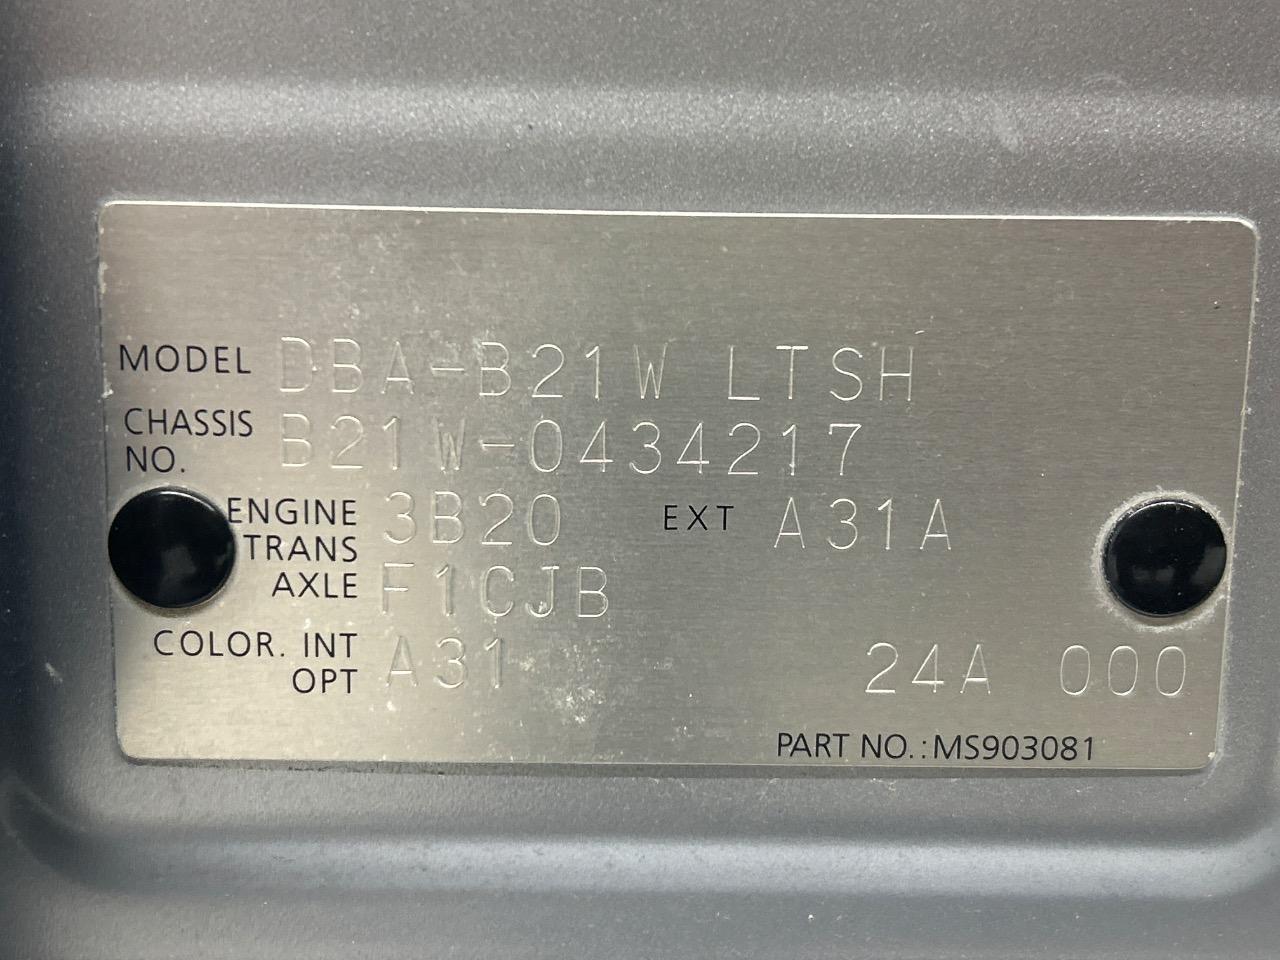 MODEL DBA-B21W LTSH
CHASSIS NO. B21W-0434217
ENGINE 3B20 EXT A31A
TRANS AXLE F1CJB
COLOR. INT OPT A31 24A 000
PART NO.:MS903081